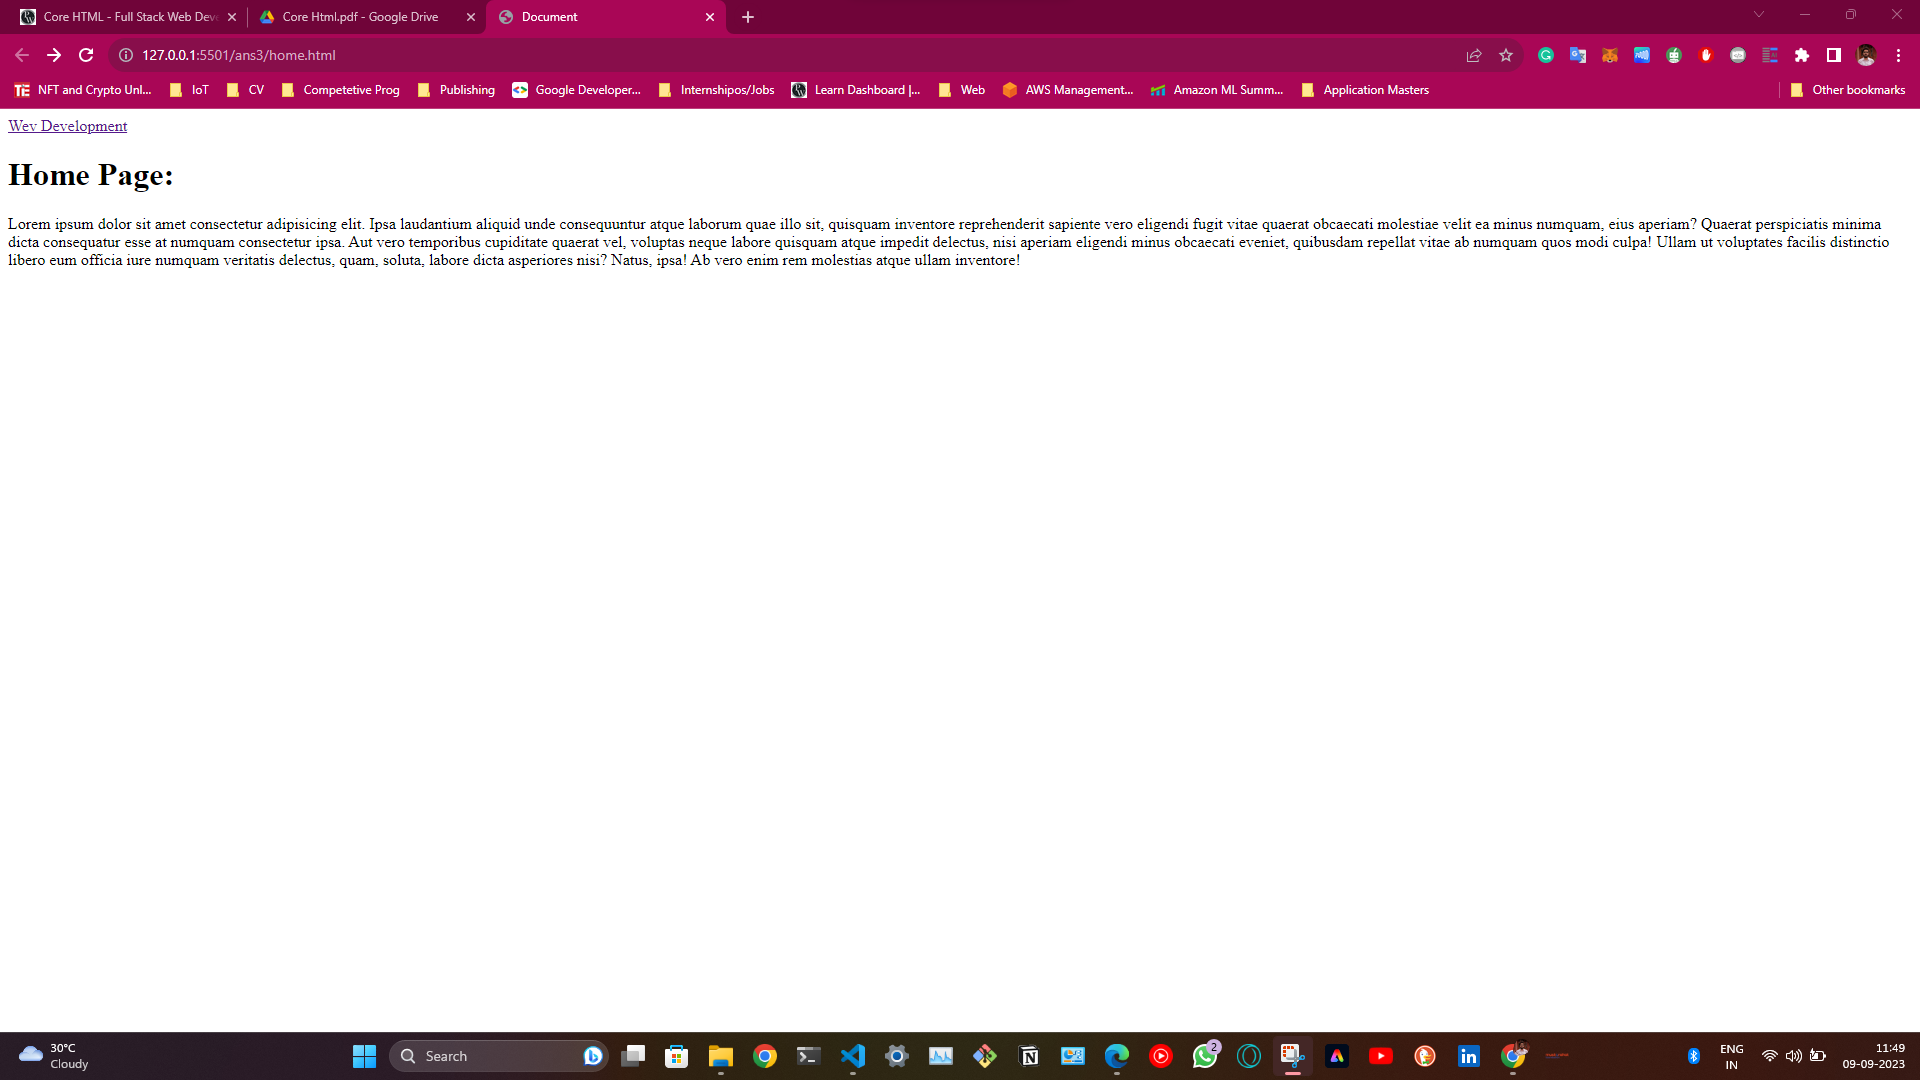 Core HTML - Full Stack Web Deve
Core Html.pdf - Google Drive
Document
127.0.0.1:5501/ans3/home.html
NFT and Crypto Unl...
IoT
CV
Competetive Prog
Publishing
Google Developer...
Internshipos/Jobs
Learn Dashboard |...
Web
AWS Management...
Amazon ML Summ...
Application Masters
Other bookmarks
Wev Development
Home Page:
Lorem ipsum dolor sit amet consectetur adipisicing elit. Ipsa laudantium aliquid unde consequuntur atque laborum quae illo sit, quisquam inventore reprehenderit sapiente vero eligendi fugit vitae quaerat obcaecati molestiae velit ea minus numquam, eius aperiam? Quaerat perspiciatis minima
dicta consequatur esse at numquam consectetur ipsa. Aut vero temporibus cupiditate quaerat vel, voluptas neque labore quisquam atque impedit delectus, nisi aperiam eligendi minus obcaecati eveniet, quibusdam repellat vitae ab numquam quos modi culpa! Ullam ut voluptates facilis distinctio
libero eum officia iure numquam veritatis delectus, quam, soluta, labore dicta asperiores nisi? Natus, ipsa! Ab vero enim rem molestias atque ullam inventore!
30°C
Cloudy
Search
2
ENG
IN
11:49
09-09-2023